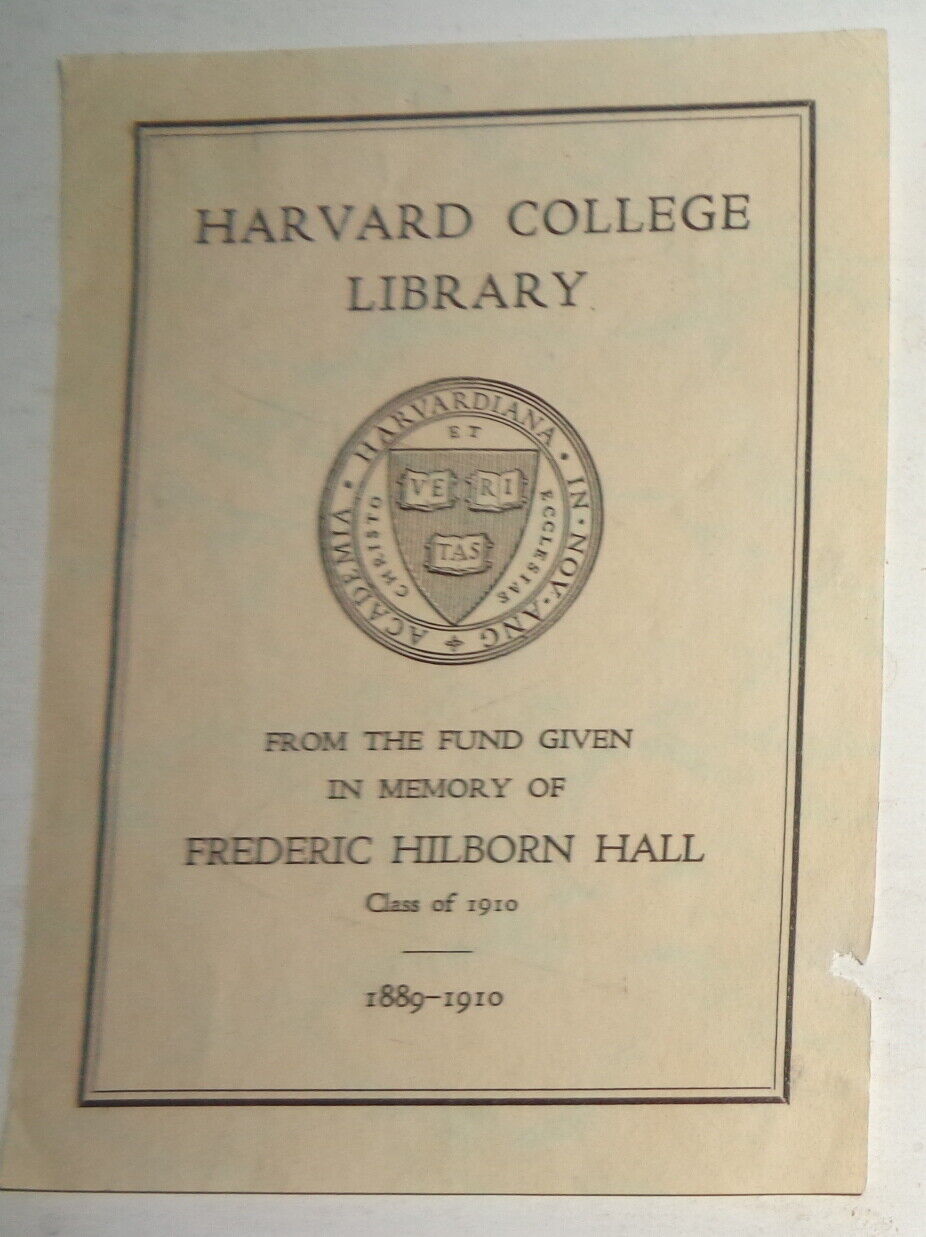 HARVARD COLLEGE
LIBRARY
ACADEMIA • HARVARDIANA • IN • NOV • ANG
CHRISTO ET ECCLESIAE
VE RI
TAS
FROM THE FUND GIVEN
IN MEMORY OF
FREDERIC HILBORN HALL
Class of 1910
1889–1910